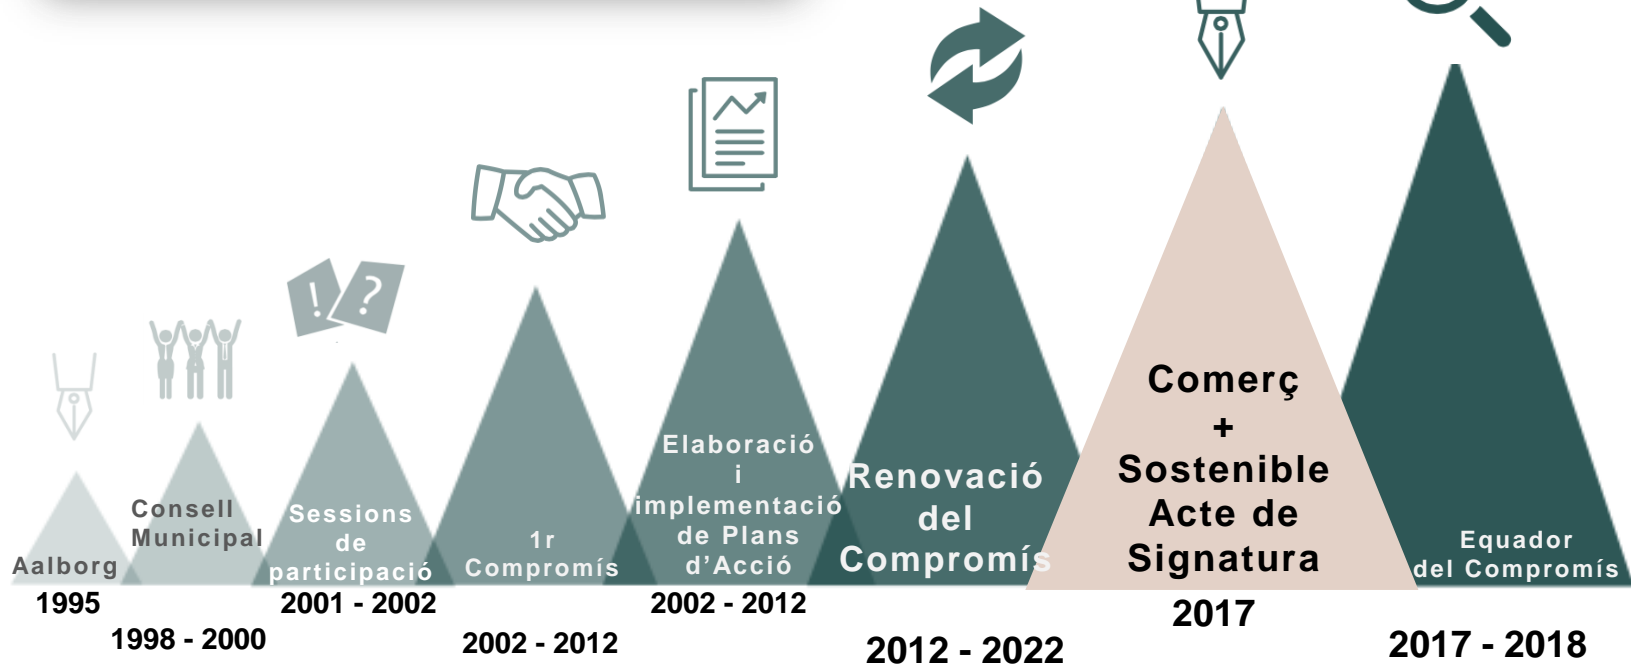 Aalborg
1995
Consell
Municipal
1998 - 2000
!
?
Sessions
de
participació
2001 - 2002
1r
Compromís
2002 - 2012
Elaboració
i
implementació
de Plans
d’Acció
2002 - 2012
Renovació
del
Compromís
2012 - 2022
Comerç
+
Sostenible
Acte de
Signatura
2017
Equador
del Compromís
2017 - 2018